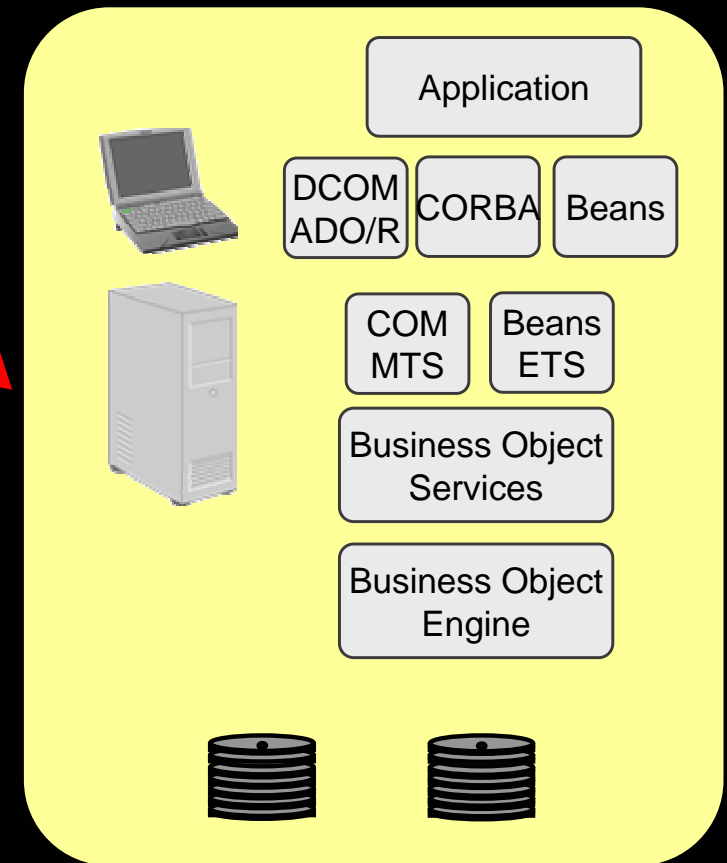 Application
DCOM
ADO/R
CORBA
Beans
COM
MTS
Beans
ETS
Business Object
Services
Business Object
Engine